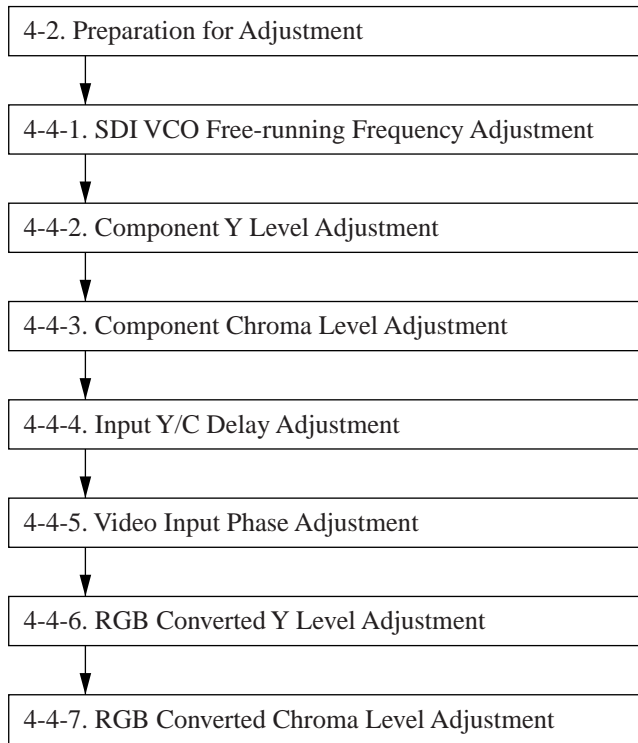 4-2. Preparation for Adjustment
4-4-1. SDI VCO Free-running Frequency Adjustment
4-4-2. Component Y Level Adjustment
4-4-3. Component Chroma Level Adjustment
4-4-4. Input Y/C Delay Adjustment
4-4-5. Video Input Phase Adjustment
4-4-6. RGB Converted Y Level Adjustment
4-4-7. RGB Converted Chroma Level Adjustment